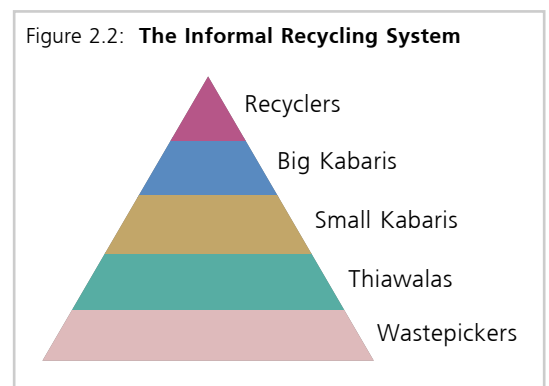 Figure 2.2: The Informal Recycling System
Recyclers
Big Kabaris
Small Kabaris
Thiawalas
Wastepickers